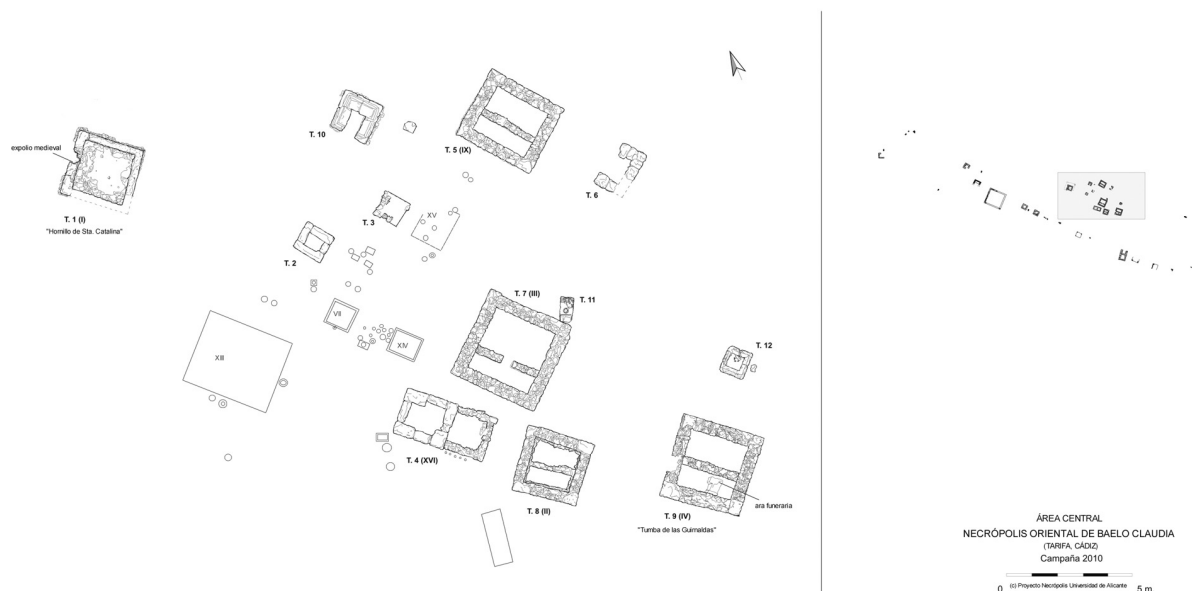 T. 10
T. 5 (IX)
expolio medieval
T. 6
T. 1 (I)
"Hornillo de Sta. Catalina"
T. 3
XV
T. 2
T. 7 (III)
T. 11
VII
XIV
XIII
T. 12
T. 4 (XVI)
T. 8 (II)
T. 9 (IV)
ara funeraria
"Tumba de las Guirnaldas"
ÁREA CENTRAL
NECRÓPOLIS ORIENTAL DE BAELO CLAUDIA
(TARIFA, CÁDIZ)
Campaña 2010
0 (c) Proyecto Necrópolis Universidad de Alicante 5 m